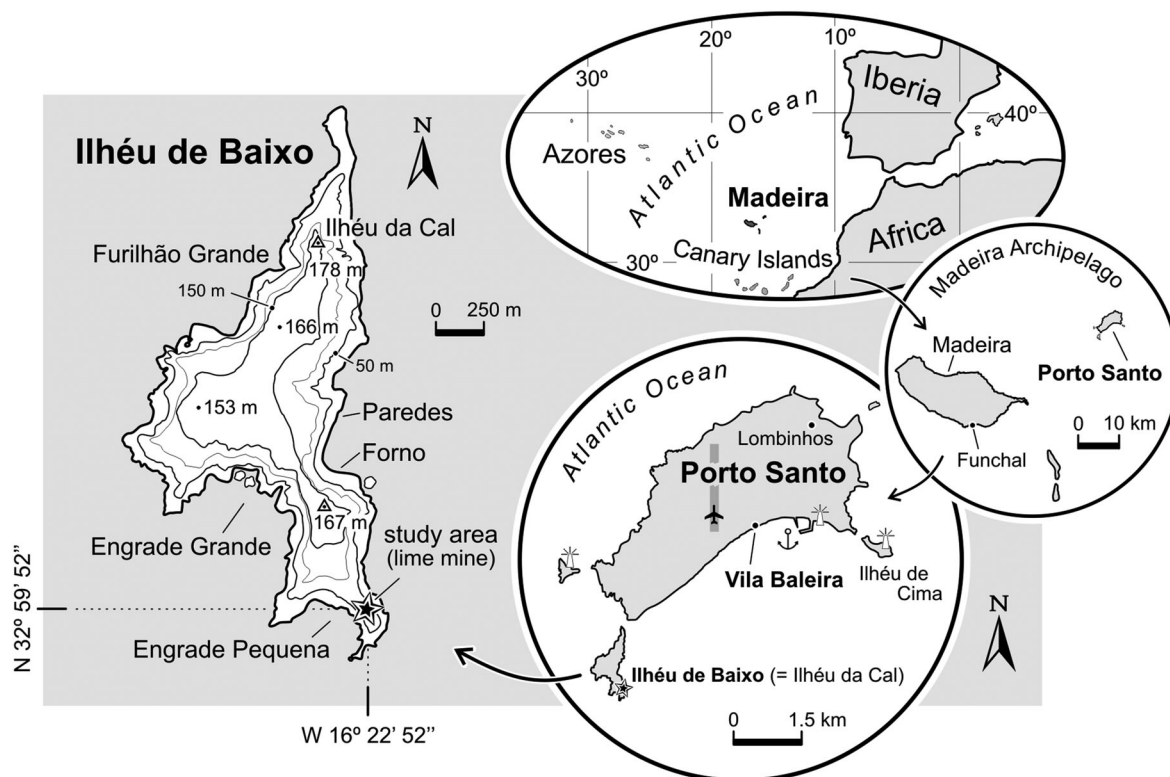 Ilhéu de Baixo
N
Ilhéu da Cal
Furilhão Grande
178 m
150 m
166 m
0 250 m
50 m
153 m
Paredes
Forno
167 m
Engrade Grande
study area
(lime mine)
N 32º 59’ 52”
Engrade Pequena
W 16º 22’ 52”
20º
10º
30º
Iberia
40º
Azores
Atlantic Ocean
Madeira
Africa
Canary Islands
30º
Madeira Archipelago
Madeira
Porto Santo
0 10 km
Funchal
Atlantic Ocean
Lombinhos
Porto Santo
Vila Baleira
Ilhéu de
Cima
N
Ilhéu de Baixo (= Ilhéu da Cal)
0 1.5 km